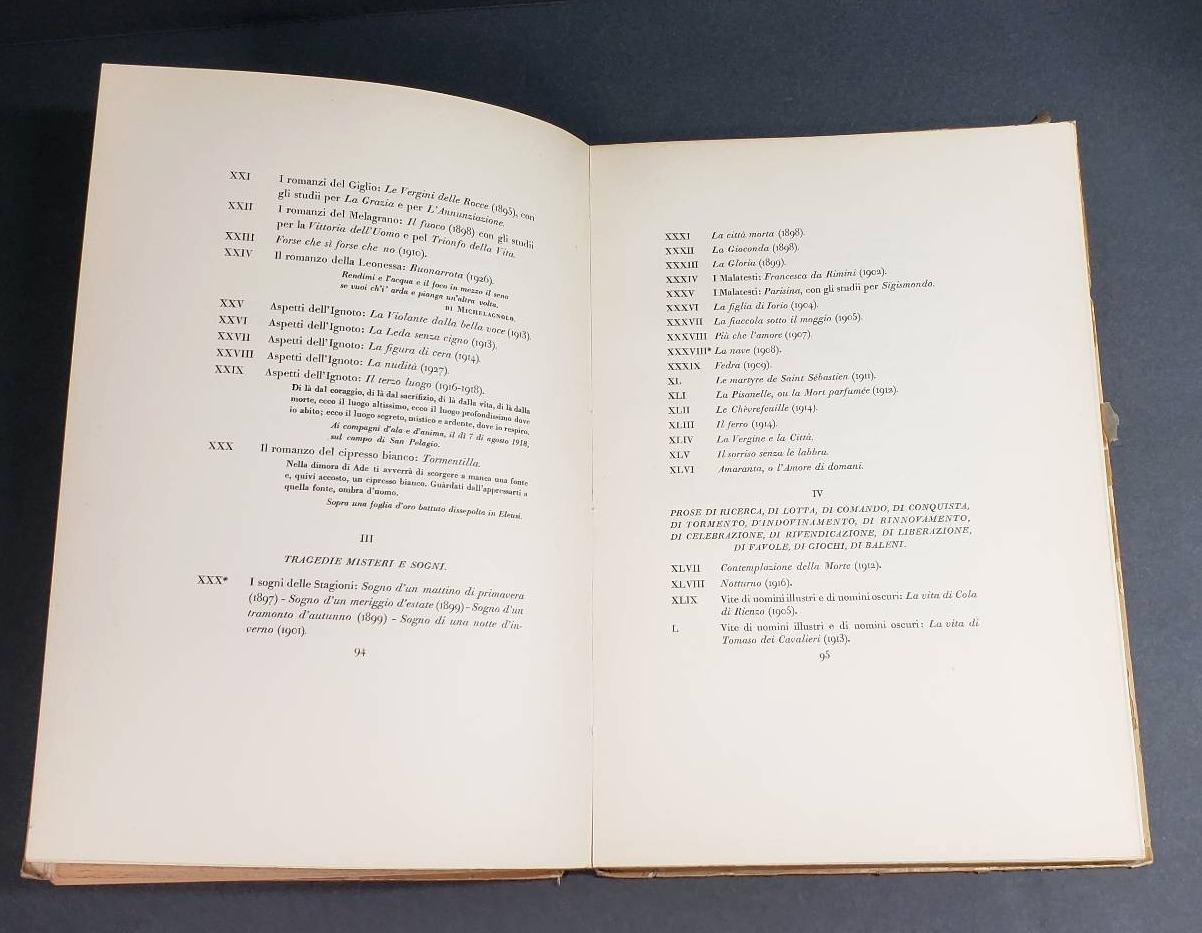 XXI I romanzi del Giglio: Le Vergini delle Rocce (1895), con
gli studii per La Grazia e per L'Annunziazione.
XXII I romanzi del Melagrano: Il fuoco (1898) con gli studii
per la Vittoria dell'Uomo e pel Trionfo della Vita.
XXIII Forse che sì forse che no (1910).
XXIV Il romanzo della Leonessa: Buonarrota (1926).
Rendimi e l'acqua e il foco in mezzo il seno
se vuoi ch'i' arda e pianga un'altra volta.
DI MICHELAGNOLO.
XXV Aspetti dell'Ignoto: La Violante dalla bella voce (1913).
XXVI Aspetti dell'Ignoto: La Leda senza cigno (1913).
XXVII Aspetti dell'Ignoto: La figura di cera (1914).
XXVIII Aspetti dell'Ignoto: La nudità (1927).
XXIX Aspetti dell'Ignoto: Il terzo luogo (1916-1918).
Di là dal coraggio, di là dal sacrifizio, di là dalla vita, di là dalla
morte, ecco il luogo altissimo, ecco il luogo profondissimo dove
io abito; ecco il luogo segreto, mistico e ardente, dove io respiro.
Ai compagni d'ala e d'anima, il dì 7 di agosto 1918,
sul campo di San Pelagio.
XXX Il romanzo del cipresso bianco: Tormentilla.
Nella dimora di Ade ti avverrà di scorgere a manca una fonte
e, quivi accosto, un cipresso bianco. Guàrdati dall'appressarti a
quella fonte, ombra d'uomo.
Sopra una foglia d'oro battuto dissepolta in Eleusi.
III
TRAGEDIE MISTERI E SOGNI.
XXX* I sogni delle Stagioni: Sogno d'un mattino di primavera
(1897) - Sogno d'un meriggio d'estate (1899) - Sogno d'un
tramonto d'autunno (1899) - Sogno di una notte d'in-
verno (1901).
94
XXXI La città morta (1898).
XXXII La Gioconda (1898).
XXXIII La Gloria (1899).
XXXIV I Malatesti: Francesca da Rimini (1902).
XXXV I Malatesti: Parisina, con gli studii per Sigismondo.
XXXVI La figlia di Iorio (1904).
XXXVII La fiaccola sotto il moggio (1905).
XXXVIII Più che l'amore (1907).
XXXVIII* La nave (1908).
XXXIX Fedra (1909).
XL Le martyre de Saint Sébastien (1911).
XLI La Pisanelle, ou la Mort parfumée (1912).
XLII Le Chèvrefeuille (1914).
XLIII Il ferro (1914).
XLIV La Vergine e la Città.
XLV Il sorriso senza le labbra.
XLVI Amaranta, o l'Amore di domani.
IV
PROSE DI RICERCA, DI LOTTA, DI COMANDO, DI CONQUISTA,
DI TORMENTO, D'INDOVINAMENTO, DI RINNOVAMENTO,
DI CELEBRAZIONE, DI RIVENDICAZIONE, DI LIBERAZIONE,
DI FAVOLE, DI GIOCHI, DI BALENI.
XLVII Contemplazione della Morte (1912).
XLVIII Notturno (1916).
XLIX Vite di uomini illustri e di uomini oscuri: La vita di Cola
di Rienzo (1905).
L Vite di uomini illustri e di uomini oscuri: La vita di
Tomaso dei Cavalieri (1913).
95